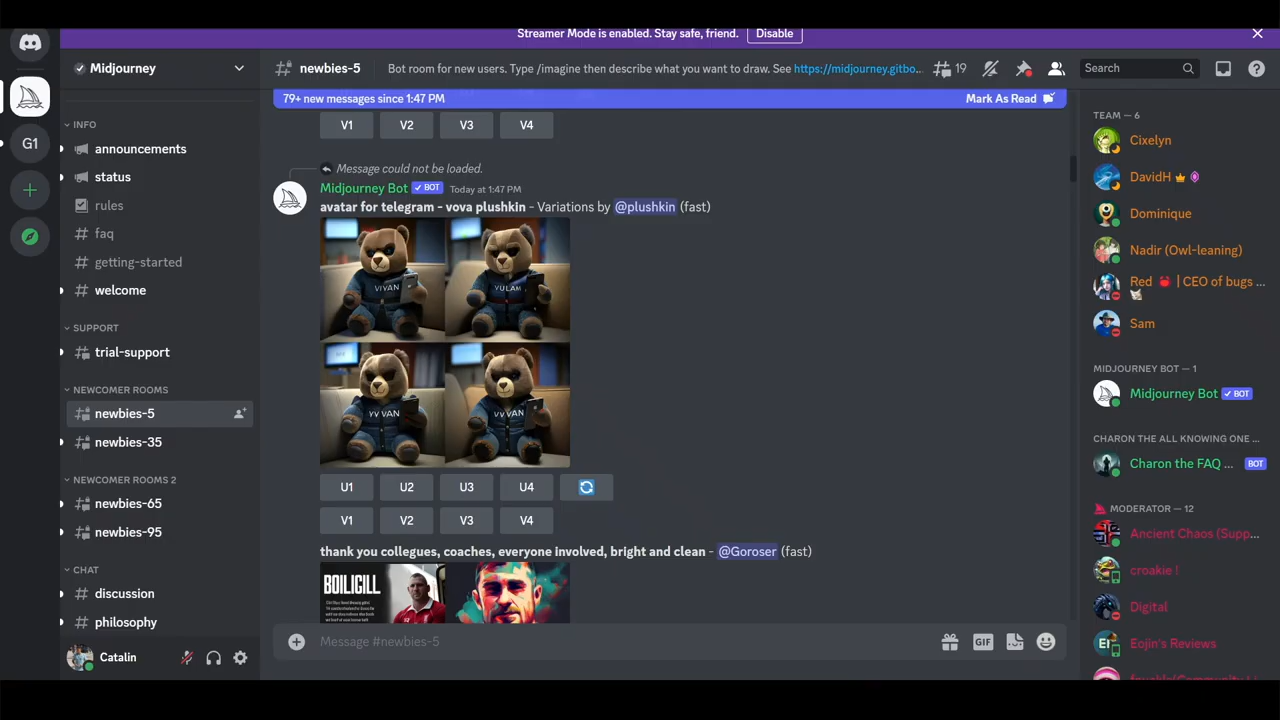 Streamer Mode is enabled. Stay safe, friend. Disable
Midjourney
newbies-5
Bot room for new users. Type /imagine then describe what you want to draw. See https://midjourney.gitbo...
19
Search
79+ new messages since 1:47 PM
Mark As Read
G1
INFO
announcements
status
rules
faq
getting-started
welcome
SUPPORT
trial-support
NEWCOMER ROOMS
newbies-5
newbies-35
NEWCOMER ROOMS 2
newbies-65
newbies-95
CHAT
discussion
philosophy
Catalin
V1 V2 V3 V4
Message could not be loaded.
Midjourney Bot BOT Today at 1:47 PM
avatar for telegram - vova plushkin - Variations by @plushkin (fast)
VIVAN
YULAM
YV VAN
VV VAN
U1 U2 U3 U4
V1 V2 V3 V4
thank you collegues, coaches, everyone involved, bright and clean - @Goroser (fast)
BOILIGILL
Message #newbies-5
GIF
TEAM — 6
Cixelyn
DavidH
Dominique
Nadir (Owl-leaning)
Red | CEO of bugs ...
Sam
MIDJOURNEY BOT — 1
Midjourney Bot BOT
CHARON THE ALL KNOWING ONE ...
Charon the FAQ ... BOT
MODERATOR — 12
Ancient Chaos (Supp...
croakie !
Digital
EI
Eojin's Reviews